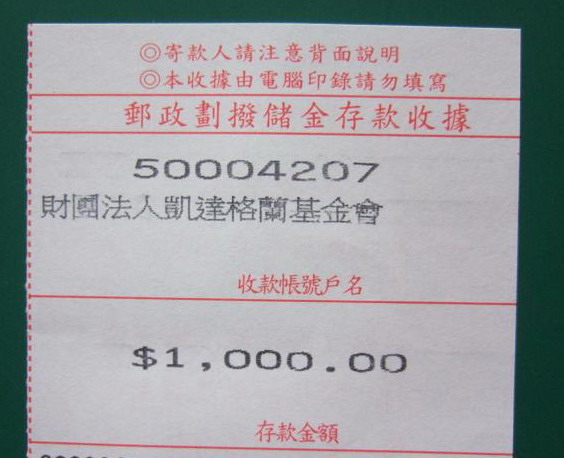 ◎寄款人請注意背面說明
◎本收據由電腦印錄請勿填寫
郵政劃撥儲金存款收據
50004207
財團法人凱達格蘭基金會
收款帳號戶名
$1,000.00
存款金額